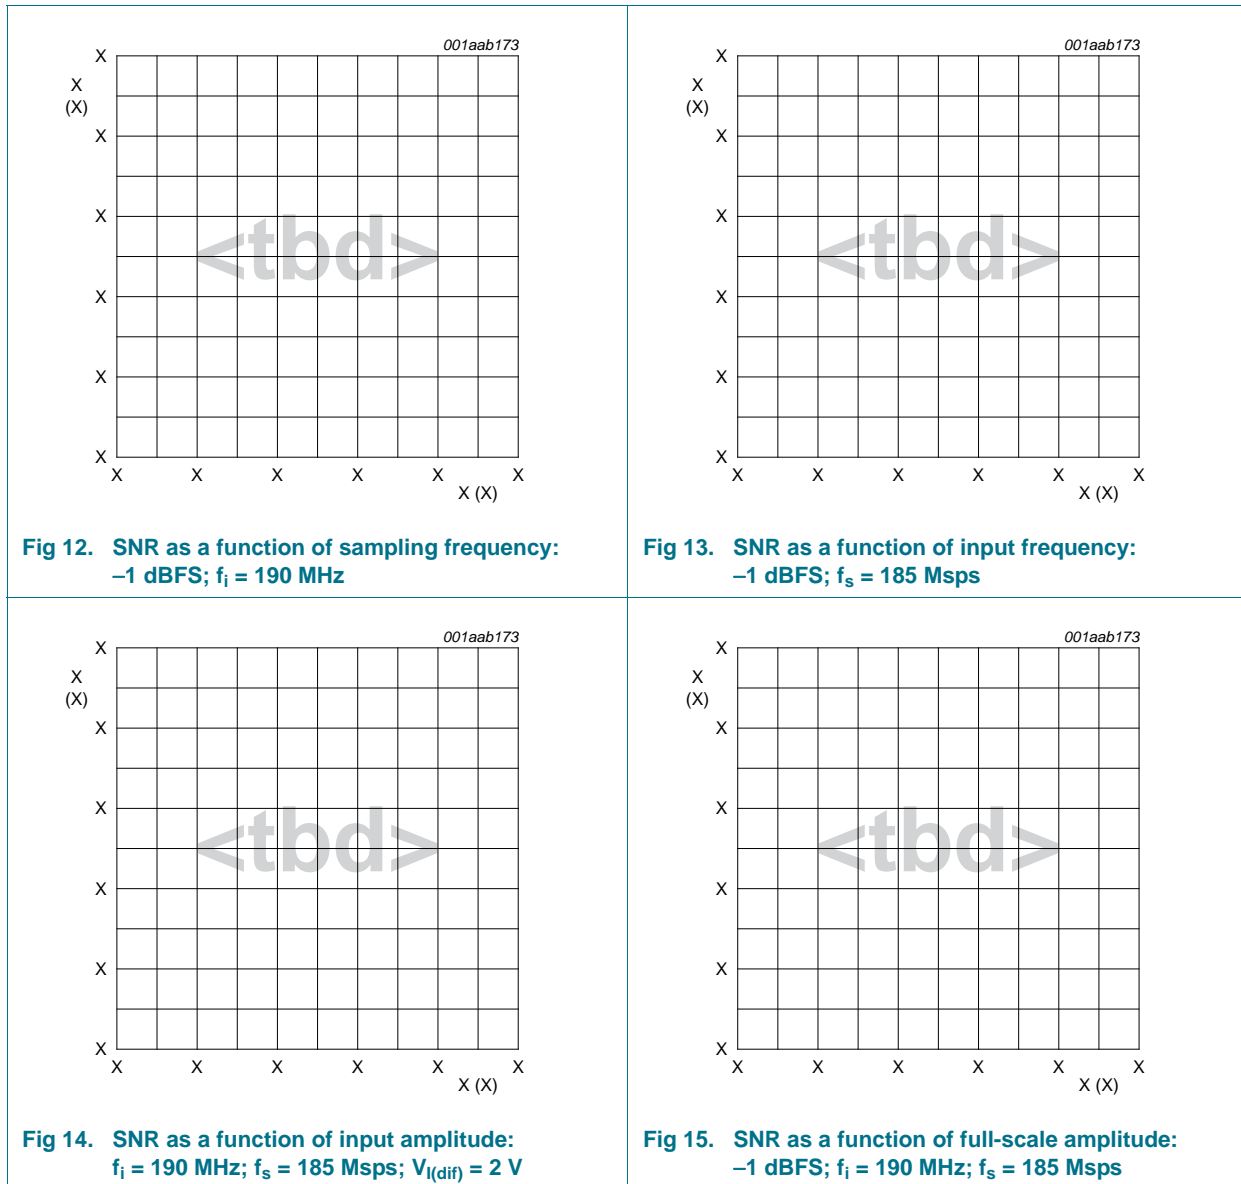 001aab173
X
X
(X)
X
X
<tbd>
X
X
X
X X X X X X
X (X)
Fig 12. SNR as a function of sampling frequency:
–1 dBFS; fi = 190 MHz
001aab173
X
X
(X)
X
X
<tbd>
X
X
X
X X X X X X
X (X)
Fig 13. SNR as a function of input frequency:
–1 dBFS; fs = 185 Msps
001aab173
X
X
(X)
X
X
<tbd>
X
X
X
X X X X X X
X (X)
Fig 14. SNR as a function of input amplitude:
fi = 190 MHz; fs = 185 Msps; VI(dif) = 2 V
001aab173
X
X
(X)
X
X
<tbd>
X
X
X
X X X X X X
X (X)
Fig 15. SNR as a function of full-scale amplitude:
–1 dBFS; fi = 190 MHz; fs = 185 Msps